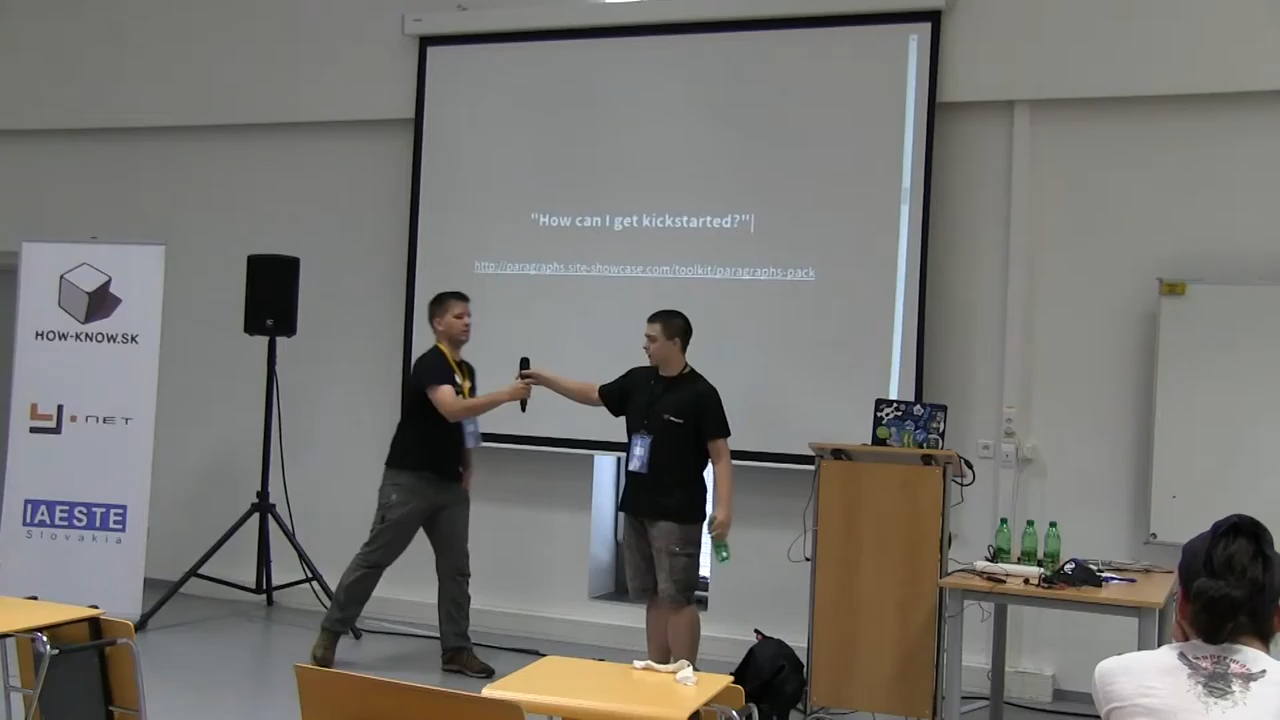 "How can I get kickstarted?"
http://paragraphs.site-showcase.com/toolkit/paragraphs-pack
HOW-KNOW.SK
.NET
IAESTE
Slovakia